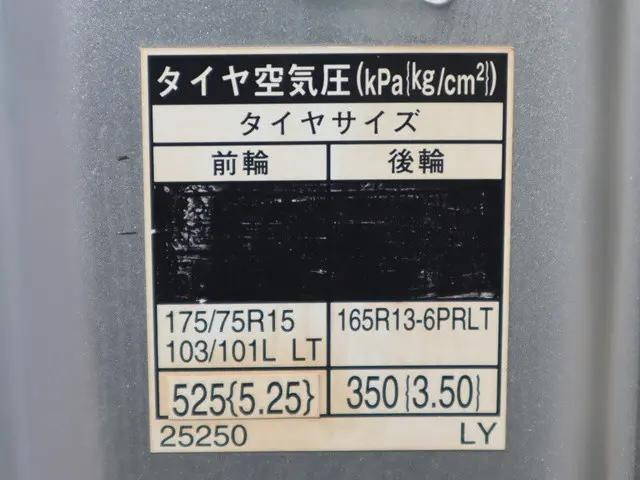 タイヤ空気圧(kPa{kg/cm²})
タイヤサイズ
前輪 後輪
175/75R15 165R13-6PRLT
103/101L LT
525{5.25} 350{3.50}
25250 LY